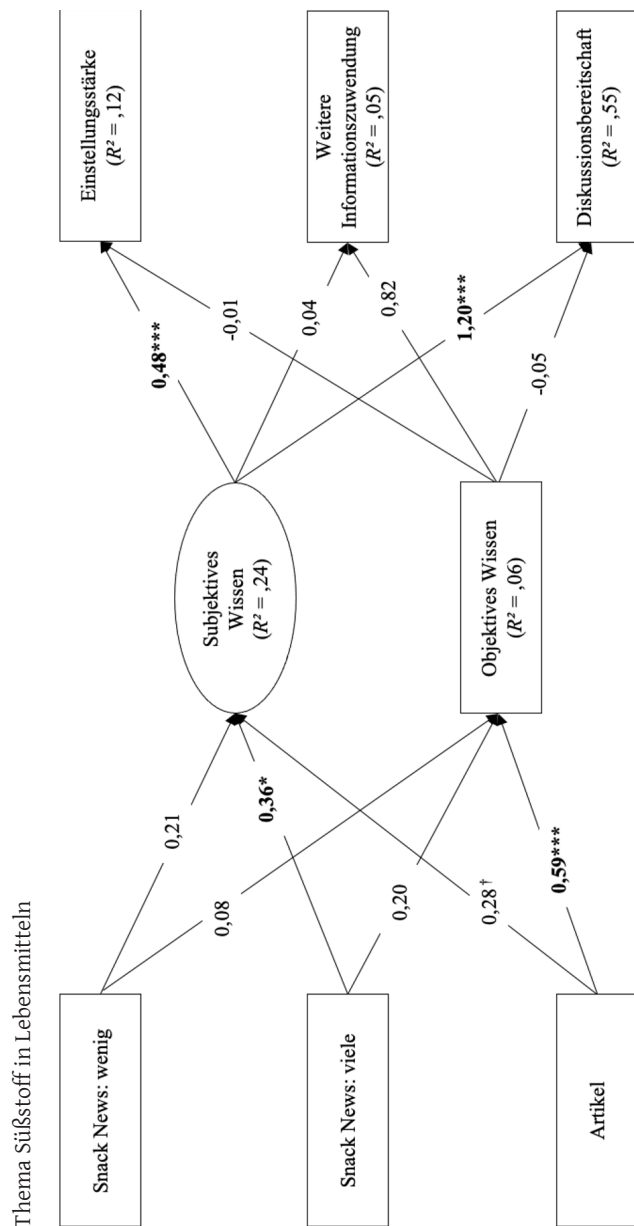 Thema Süßstoff in Lebensmitteln
Snack News: wenig
Snack News: viele
Artikel
0,21
0,08
0,36*
0,20
0,28†
0,59***
Subjektives
Wissen
(R² = ,24)
Objektives Wissen
(R² = ,06)
0,48***
-0,01
0,04
0,82
1,20***
-0,05
Einstellungsstärke
(R² = ,12)
Weitere
Informationszuwendung
(R² = ,05)
Diskussionsbereitschaft
(R² = ,55)